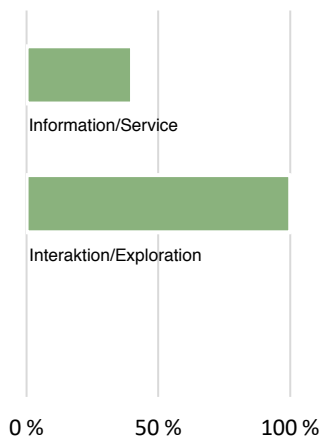 Information/Service
Interaktion/Exploration
0 % 50 % 100 %